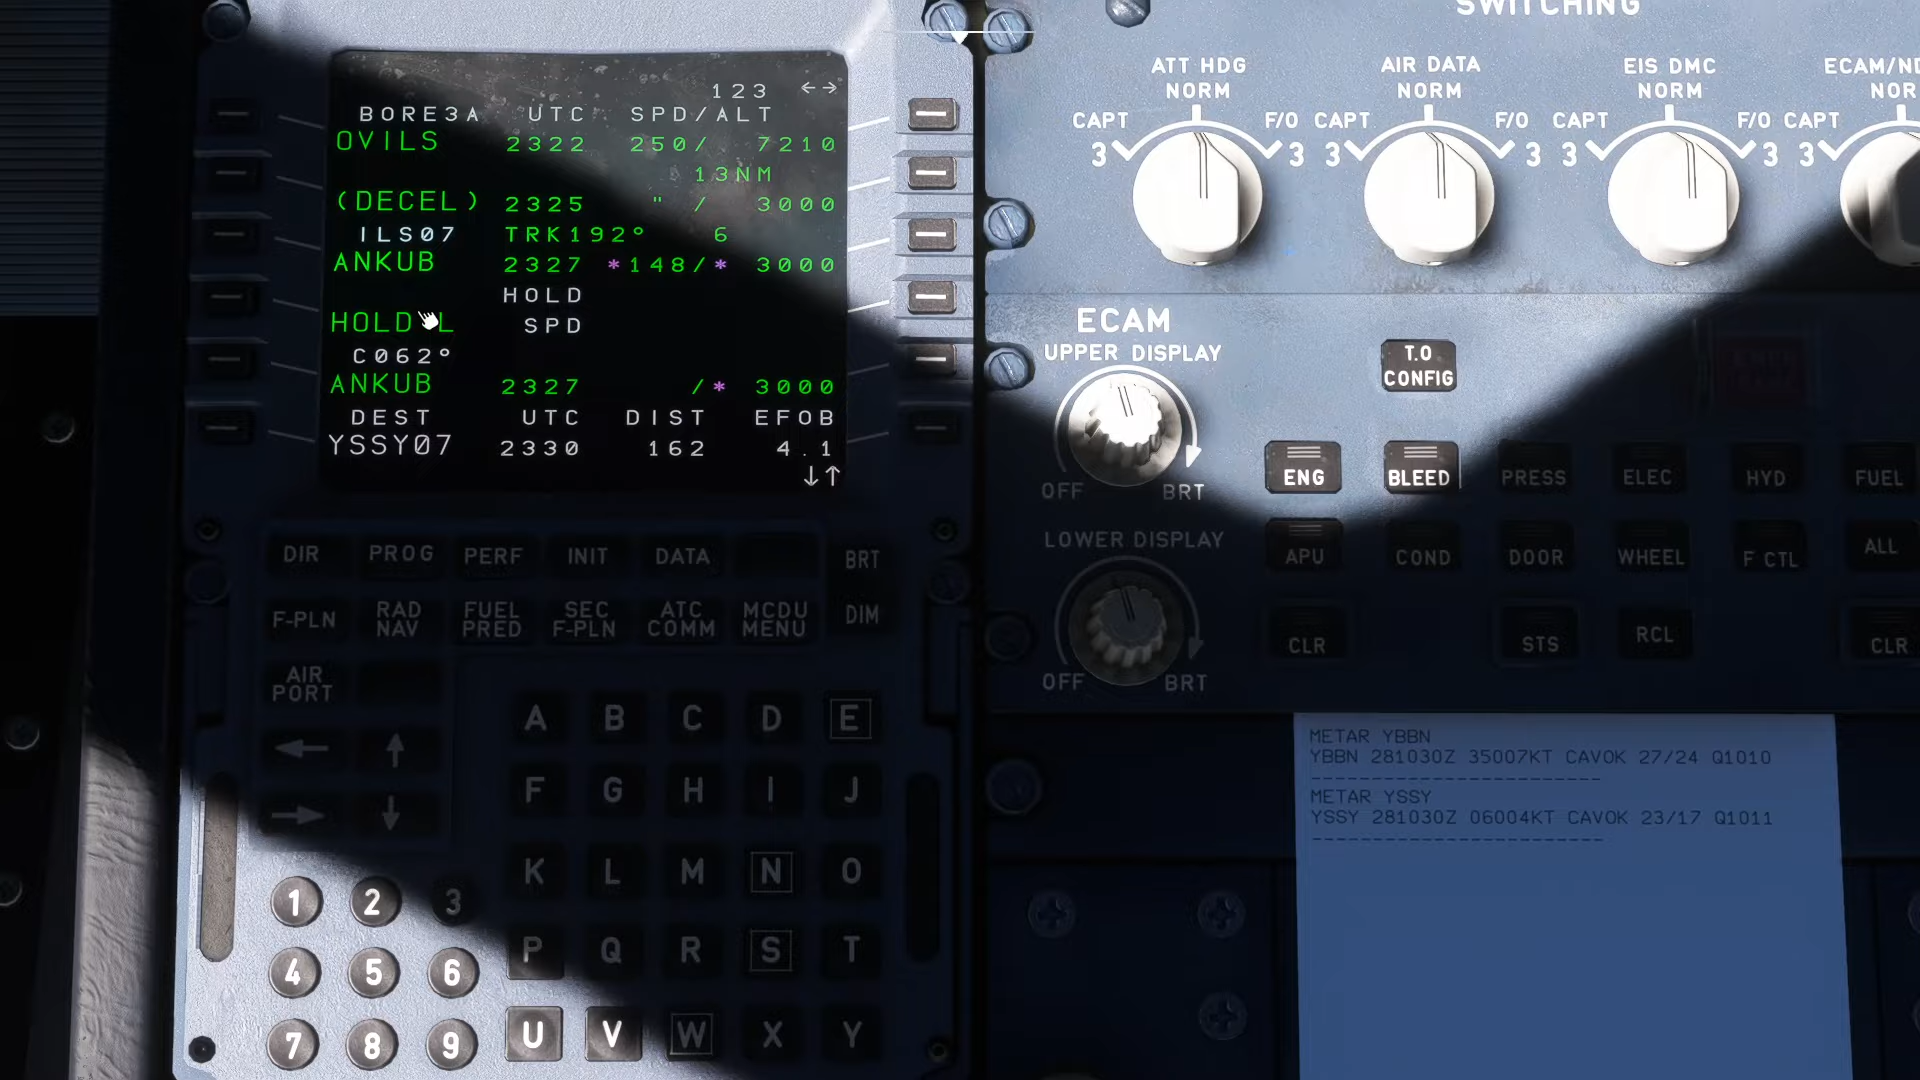 123 ←→
BORE3A UTC SPD/ALT
OVILS 2322 250/ 7210
13NM
(DECEL) 2325 " / 3000
ILS07 TRK192° 6
ANKUB 2327 *148/* 3000
HOLD
HOLD L SPD
C062°
ANKUB 2327 /* 3000
DEST UTC DIST EFOB
YSSY07 2330 162 4.1
↓↑
DIR PROG PERF INIT DATA BRT
F-PLN RAD NAV FUEL PRED SEC F-PLN ATC COMM MCDU MENU DIM
AIR PORT
← ↑
→ ↓
A B C D E
F G H I J
K L M N O
P Q R S T
U V W X Y
1 2 3
4 5 6
7 8 9
SWITCHING
ATT HDG AIR DATA EIS DMC ECAM/ND
NORM NORM NORM NOR
CAPT F/O CAPT F/O CAPT F/O CAPT
3 3 3 3 3 3 3
ECAM
UPPER DISPLAY
OFF BRT
T.O
CONFIG
ENG BLEED PRESS ELEC HYD FUEL
LOWER DISPLAY
OFF BRT
APU COND DOOR WHEEL F CTL ALL
CLR STS RCL CLR
METAR YBBN
YBBN 281030Z 35007KT CAVOK 27/24 Q1010
------------------------
METAR YSSY
YSSY 281030Z 06004KT CAVOK 23/17 Q1011
------------------------